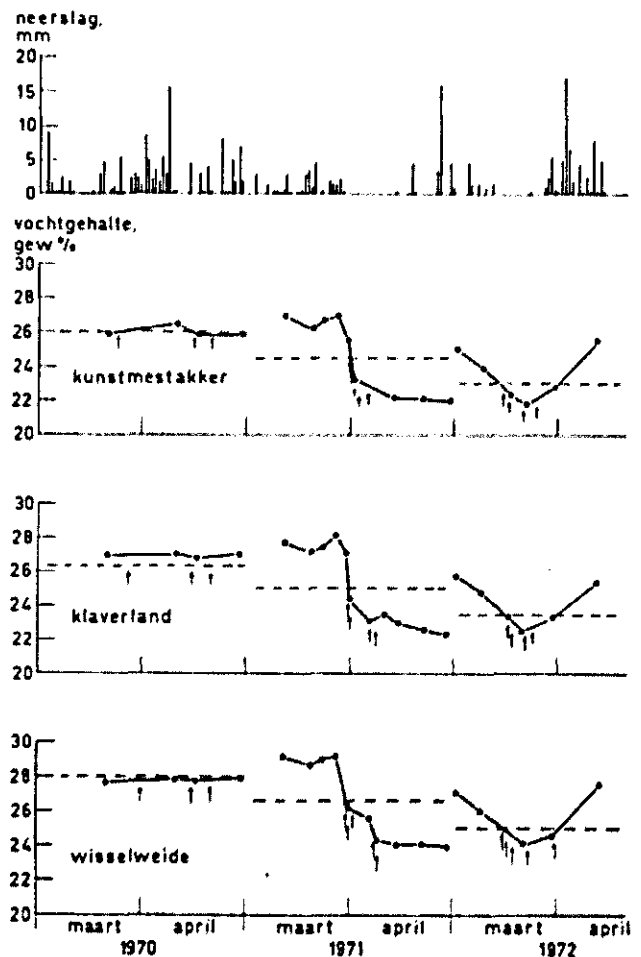 neerslag,
mm
20
15
10
5
0
vochtgehalte,
gew %
30
28
26
24
22
20
kunstmestakker
30
28
26
24
22
20
klaverland
30
28
26
24
22
20
wisselweide
maart april maart april maart april
1970 1971 1972